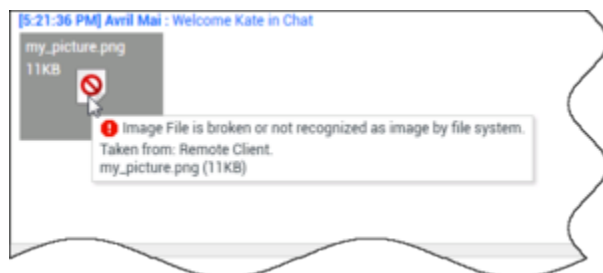 [5:21:36 PM] Avril Mai : Welcome Kate in Chat
my_picture.png
11KB
Image File is broken or not recognized as image by file system.
Taken from: Remote Client.
my_picture.png (11KB)